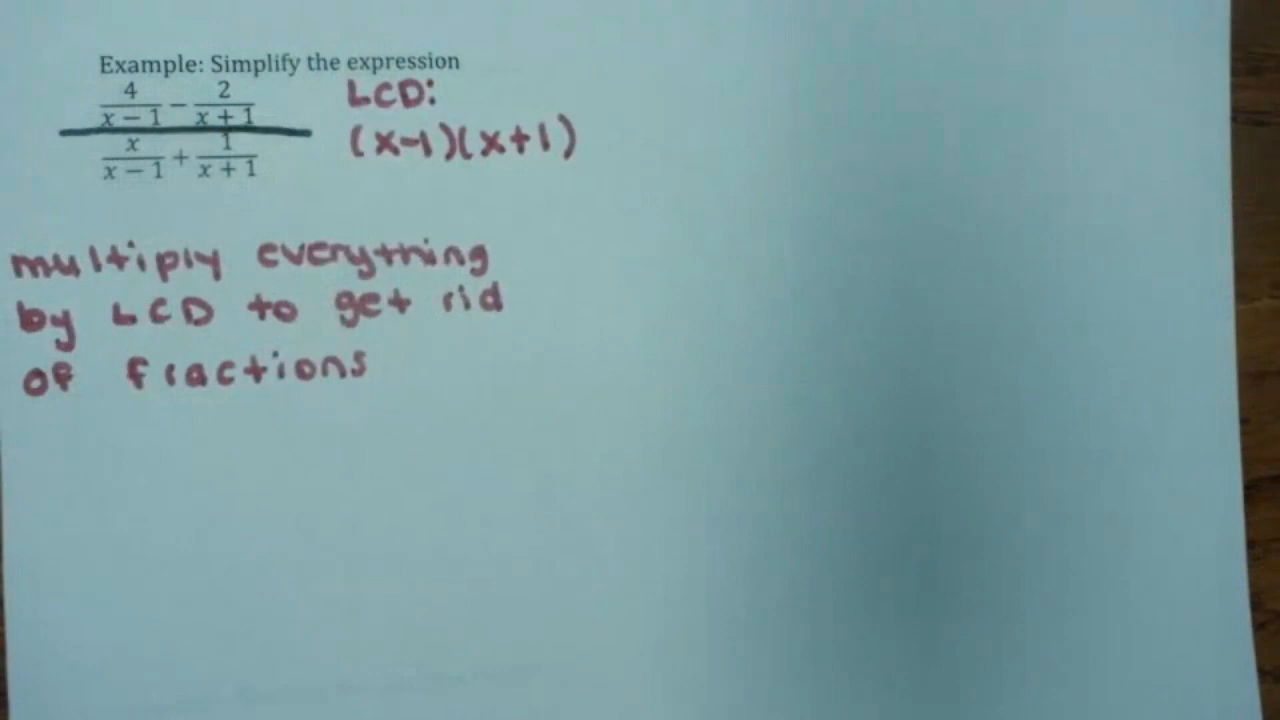 Example: Simplify the expression
4/(x − 1) − 2/(x + 1)
x/(x − 1) + 1/(x + 1)
LCD:
(x-1)(x+1)
multiply everything
by LCD to get rid
of fractions